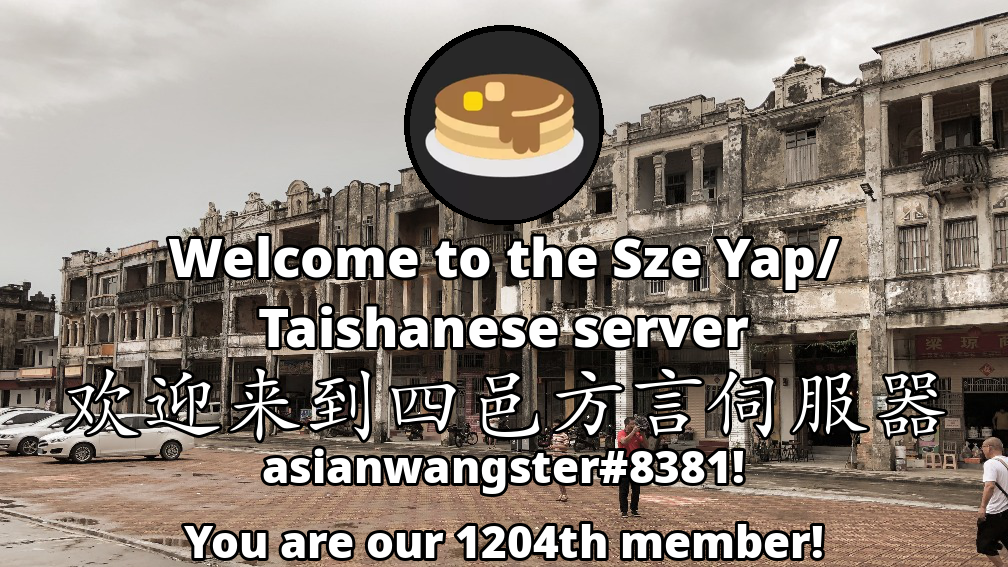 Welcome to the Sze Yap/
Taishanese server
欢迎来到四邑方言伺服器
asianwangster#8381!
You are our 1204th member!